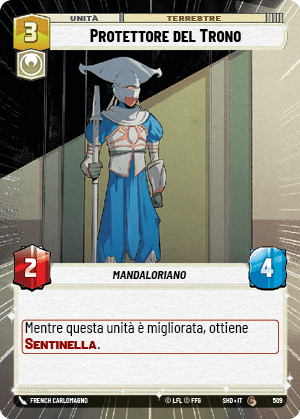 UNITÀ
TERRESTRE
3
PROTETTORE DEL TRONO
2
MANDALORIANO
4
Mentre questa unità è migliorata, ottiene
SENTINELLA.
FRENCH CARLOMAGNO
© LFL © FFG
SHD • IT
509